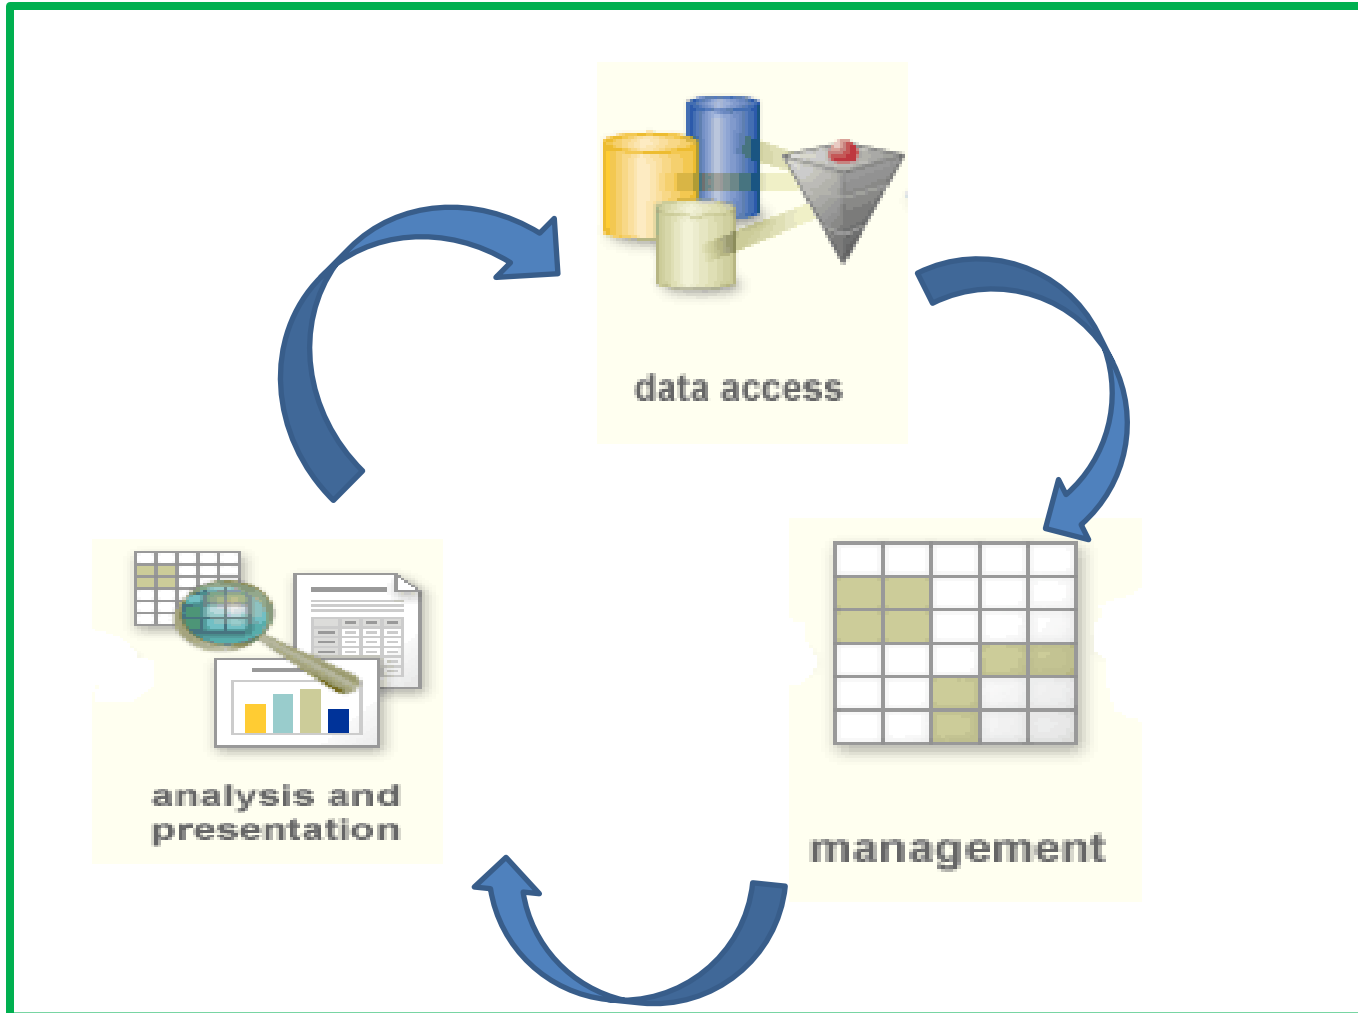 data access
management
analysis and
presentation